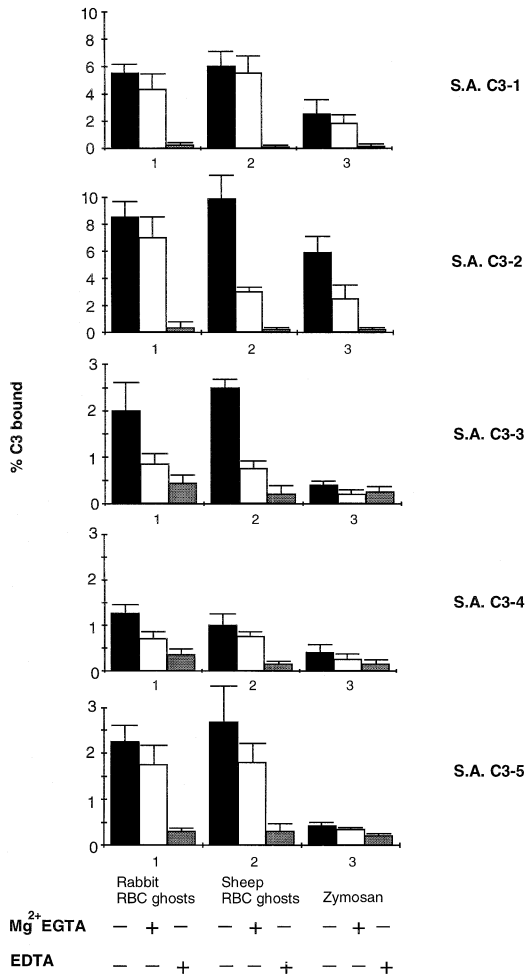 10
8
6
4
2
0
1 2 3
S.A. C3-1
10
8
6
4
2
0
1 2 3
S.A. C3-2
% C3 bound
3
2
1
0
1 2 3
S.A. C3-3
3
2
1
0
1 2 3
S.A. C3-4
3
2
1
0
1 2 3
S.A. C3-5
Rabbit RBC ghosts
Sheep RBC ghosts
Zymosan
Mg2+EGTA − + − − + − − + −
EDTA − − + − − + − − +